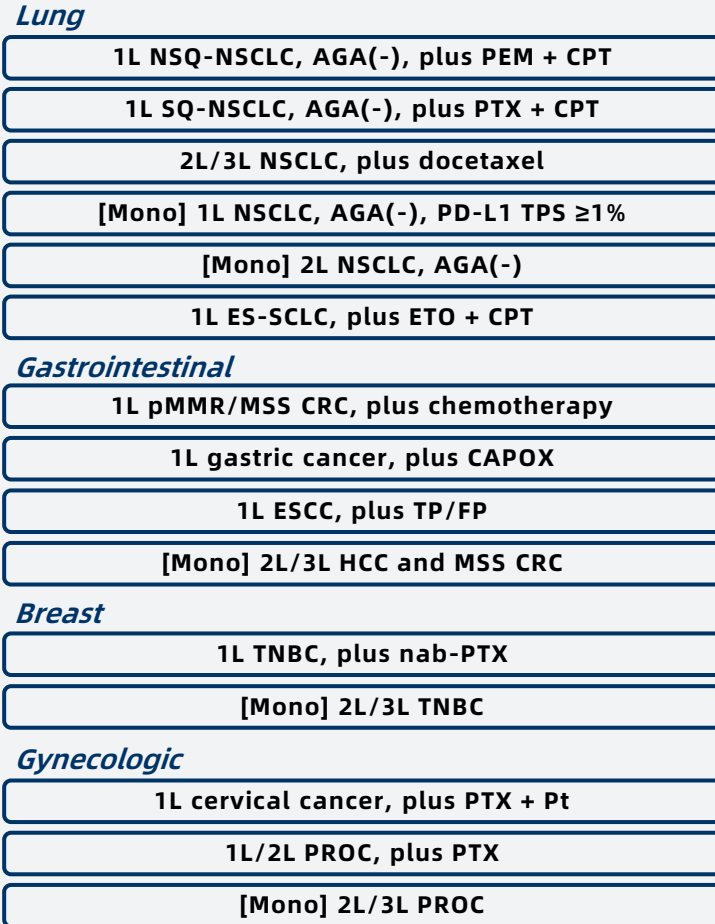 Lung
1L NSQ-NSCLC, AGA(-), plus PEM + CPT
1L SQ-NSCLC, AGA(-), plus PTX + CPT
2L/3L NSCLC, plus docetaxel
[Mono] 1L NSCLC, AGA(-), PD-L1 TPS ≥1%
[Mono] 2L NSCLC, AGA(-)
1L ES-SCLC, plus ETO + CPT
Gastrointestinal
1L pMMR/MSS CRC, plus chemotherapy
1L gastric cancer, plus CAPOX
1L ESCC, plus TP/FP
[Mono] 2L/3L HCC and MSS CRC
Breast
1L TNBC, plus nab-PTX
[Mono] 2L/3L TNBC
Gynecologic
1L cervical cancer, plus PTX + Pt
1L/2L PROC, plus PTX
[Mono] 2L/3L PROC